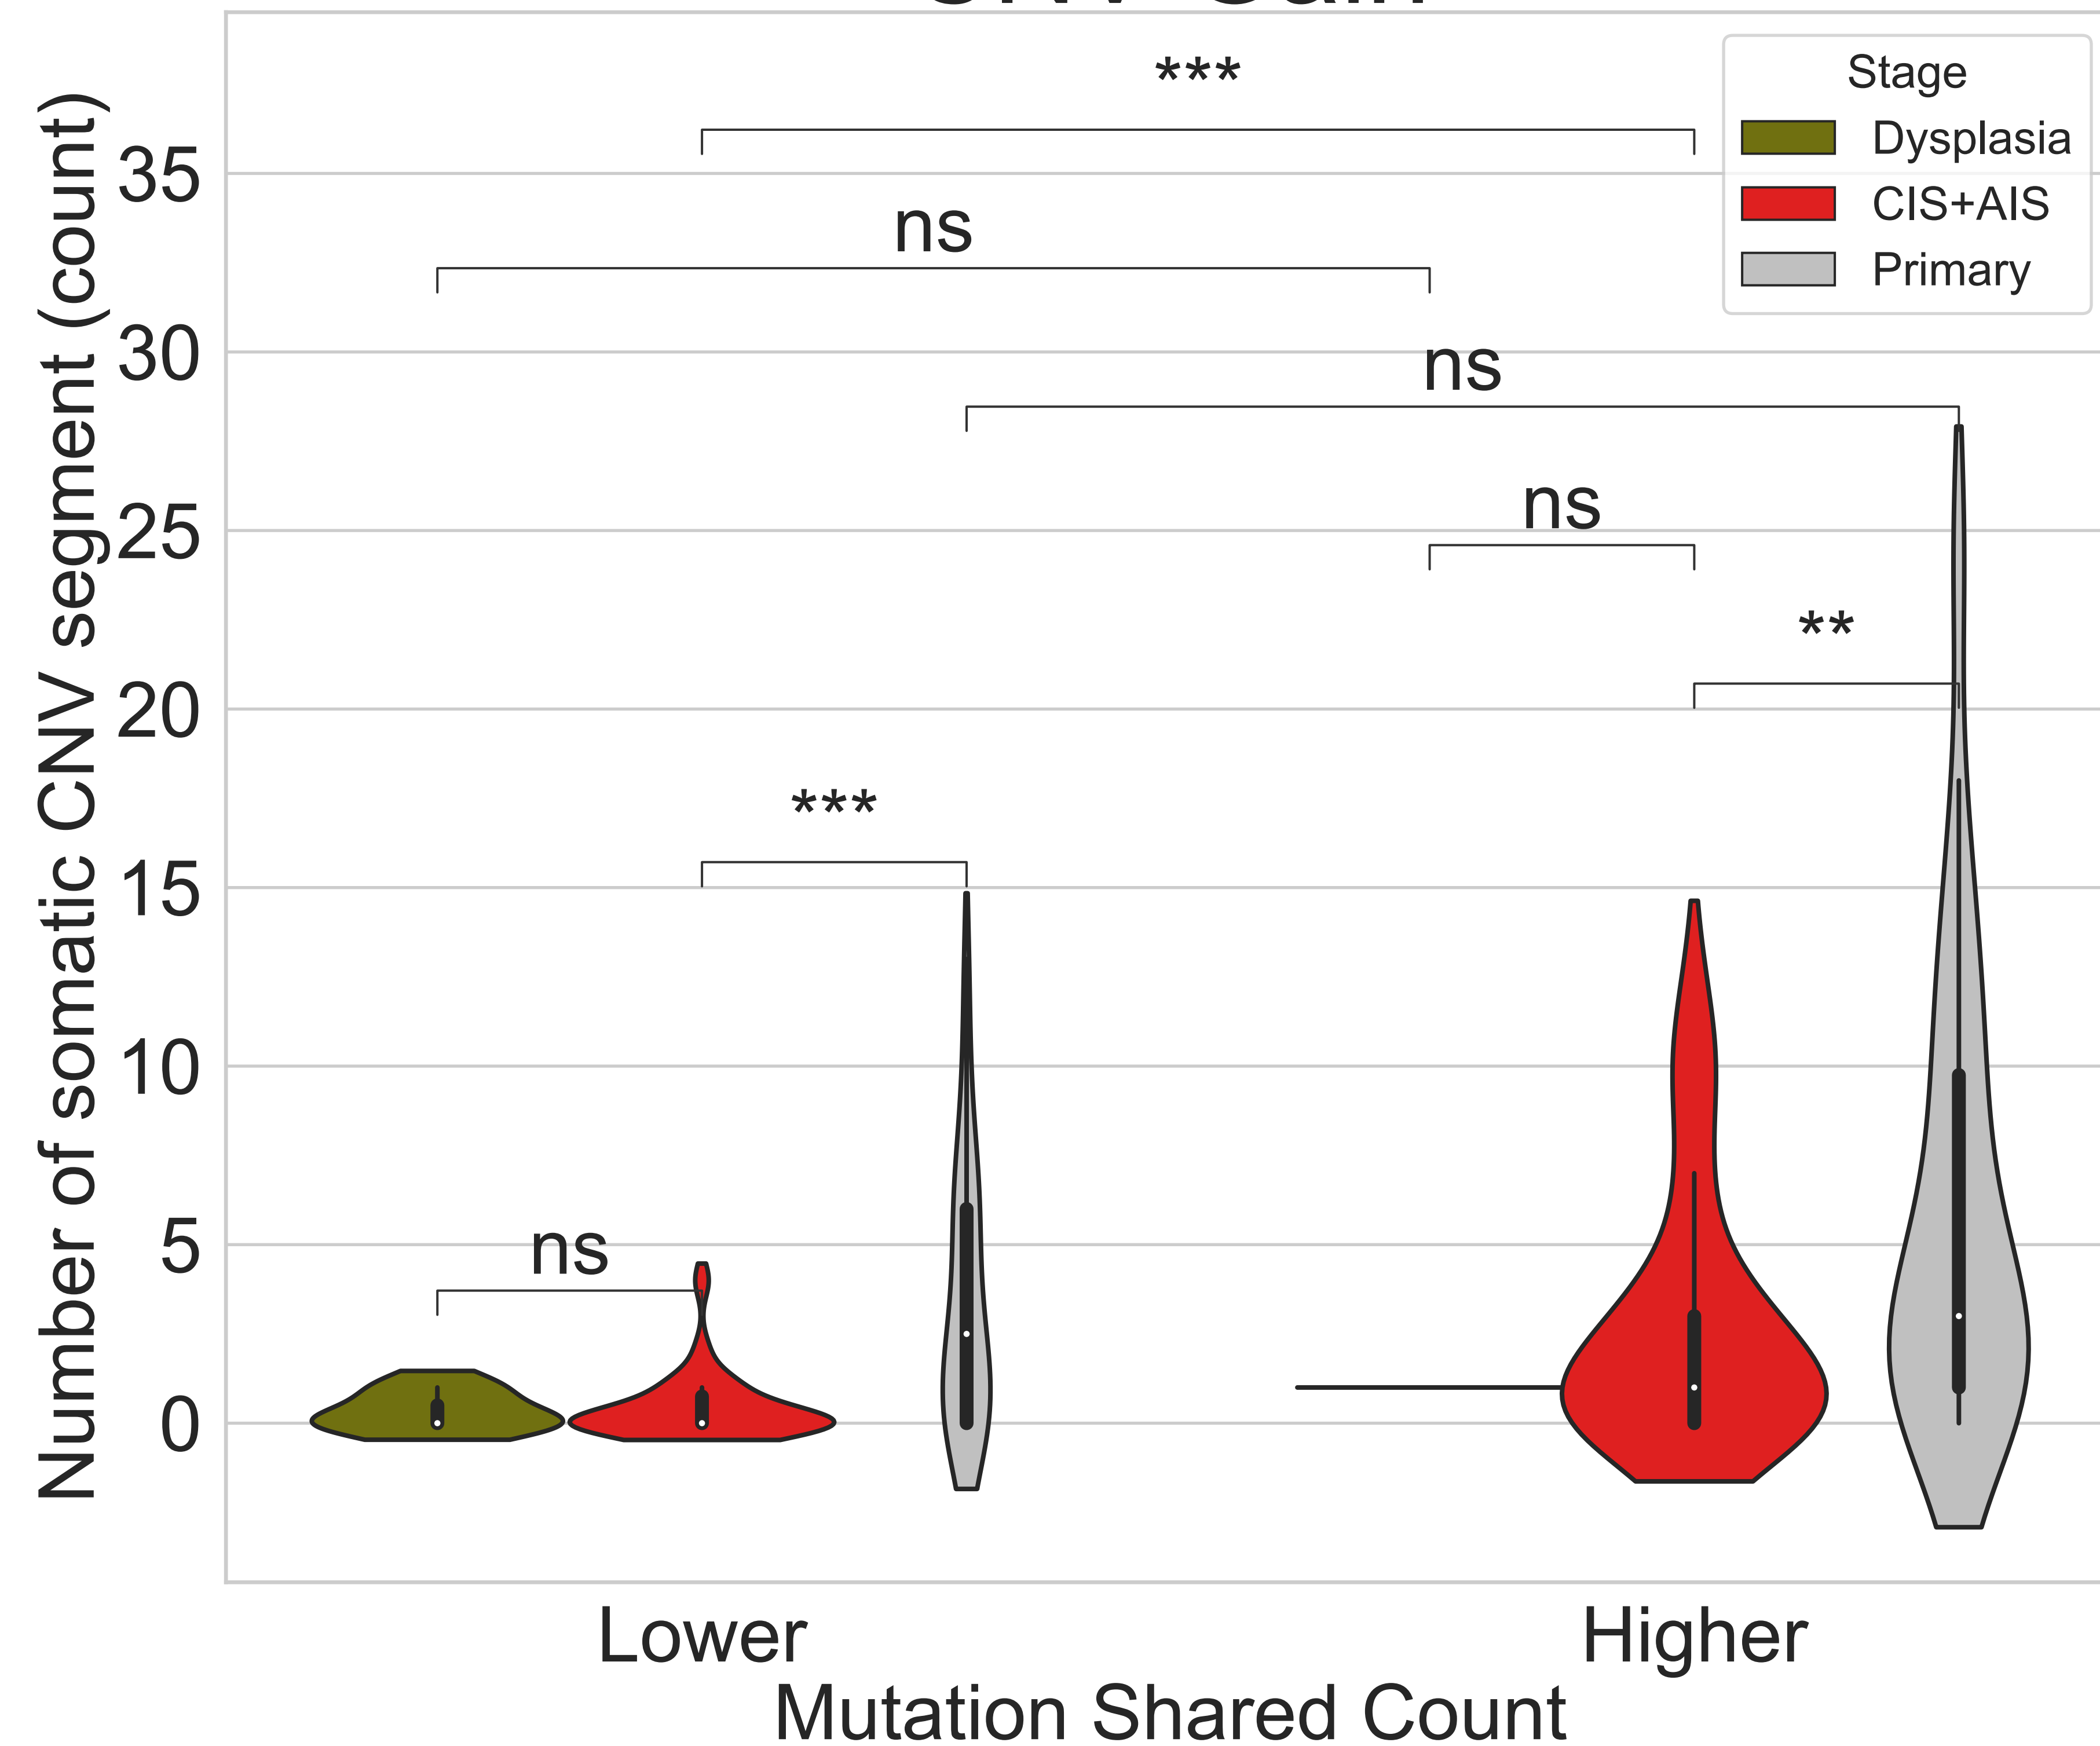 ***
Stage
Dysplasia
CIS+AIS
Primary
35
ns
30
ns
ns
25
**
20
***
15
10
5
ns
0
Number of somatic CNV segment (count)
Lower
Higher
Mutation Shared Count